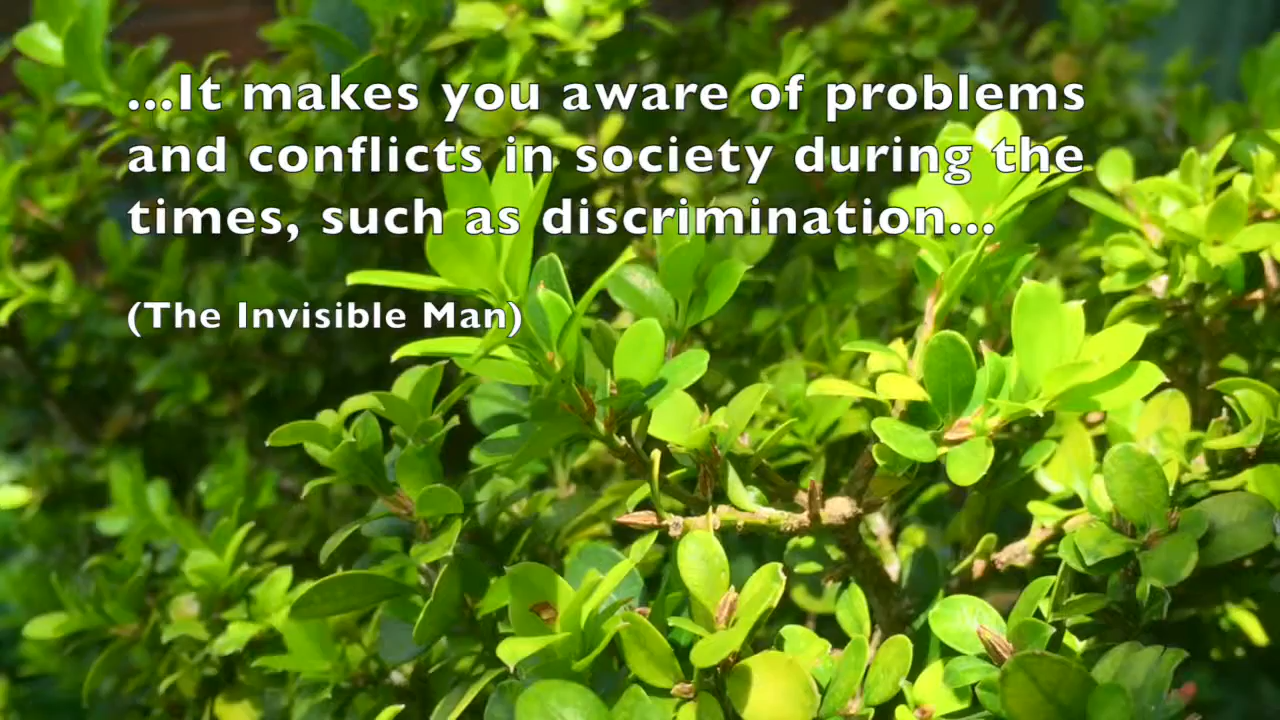 ...It makes you aware of problems
and conflicts in society during the
times, such as discrimination...
(The Invisible Man)